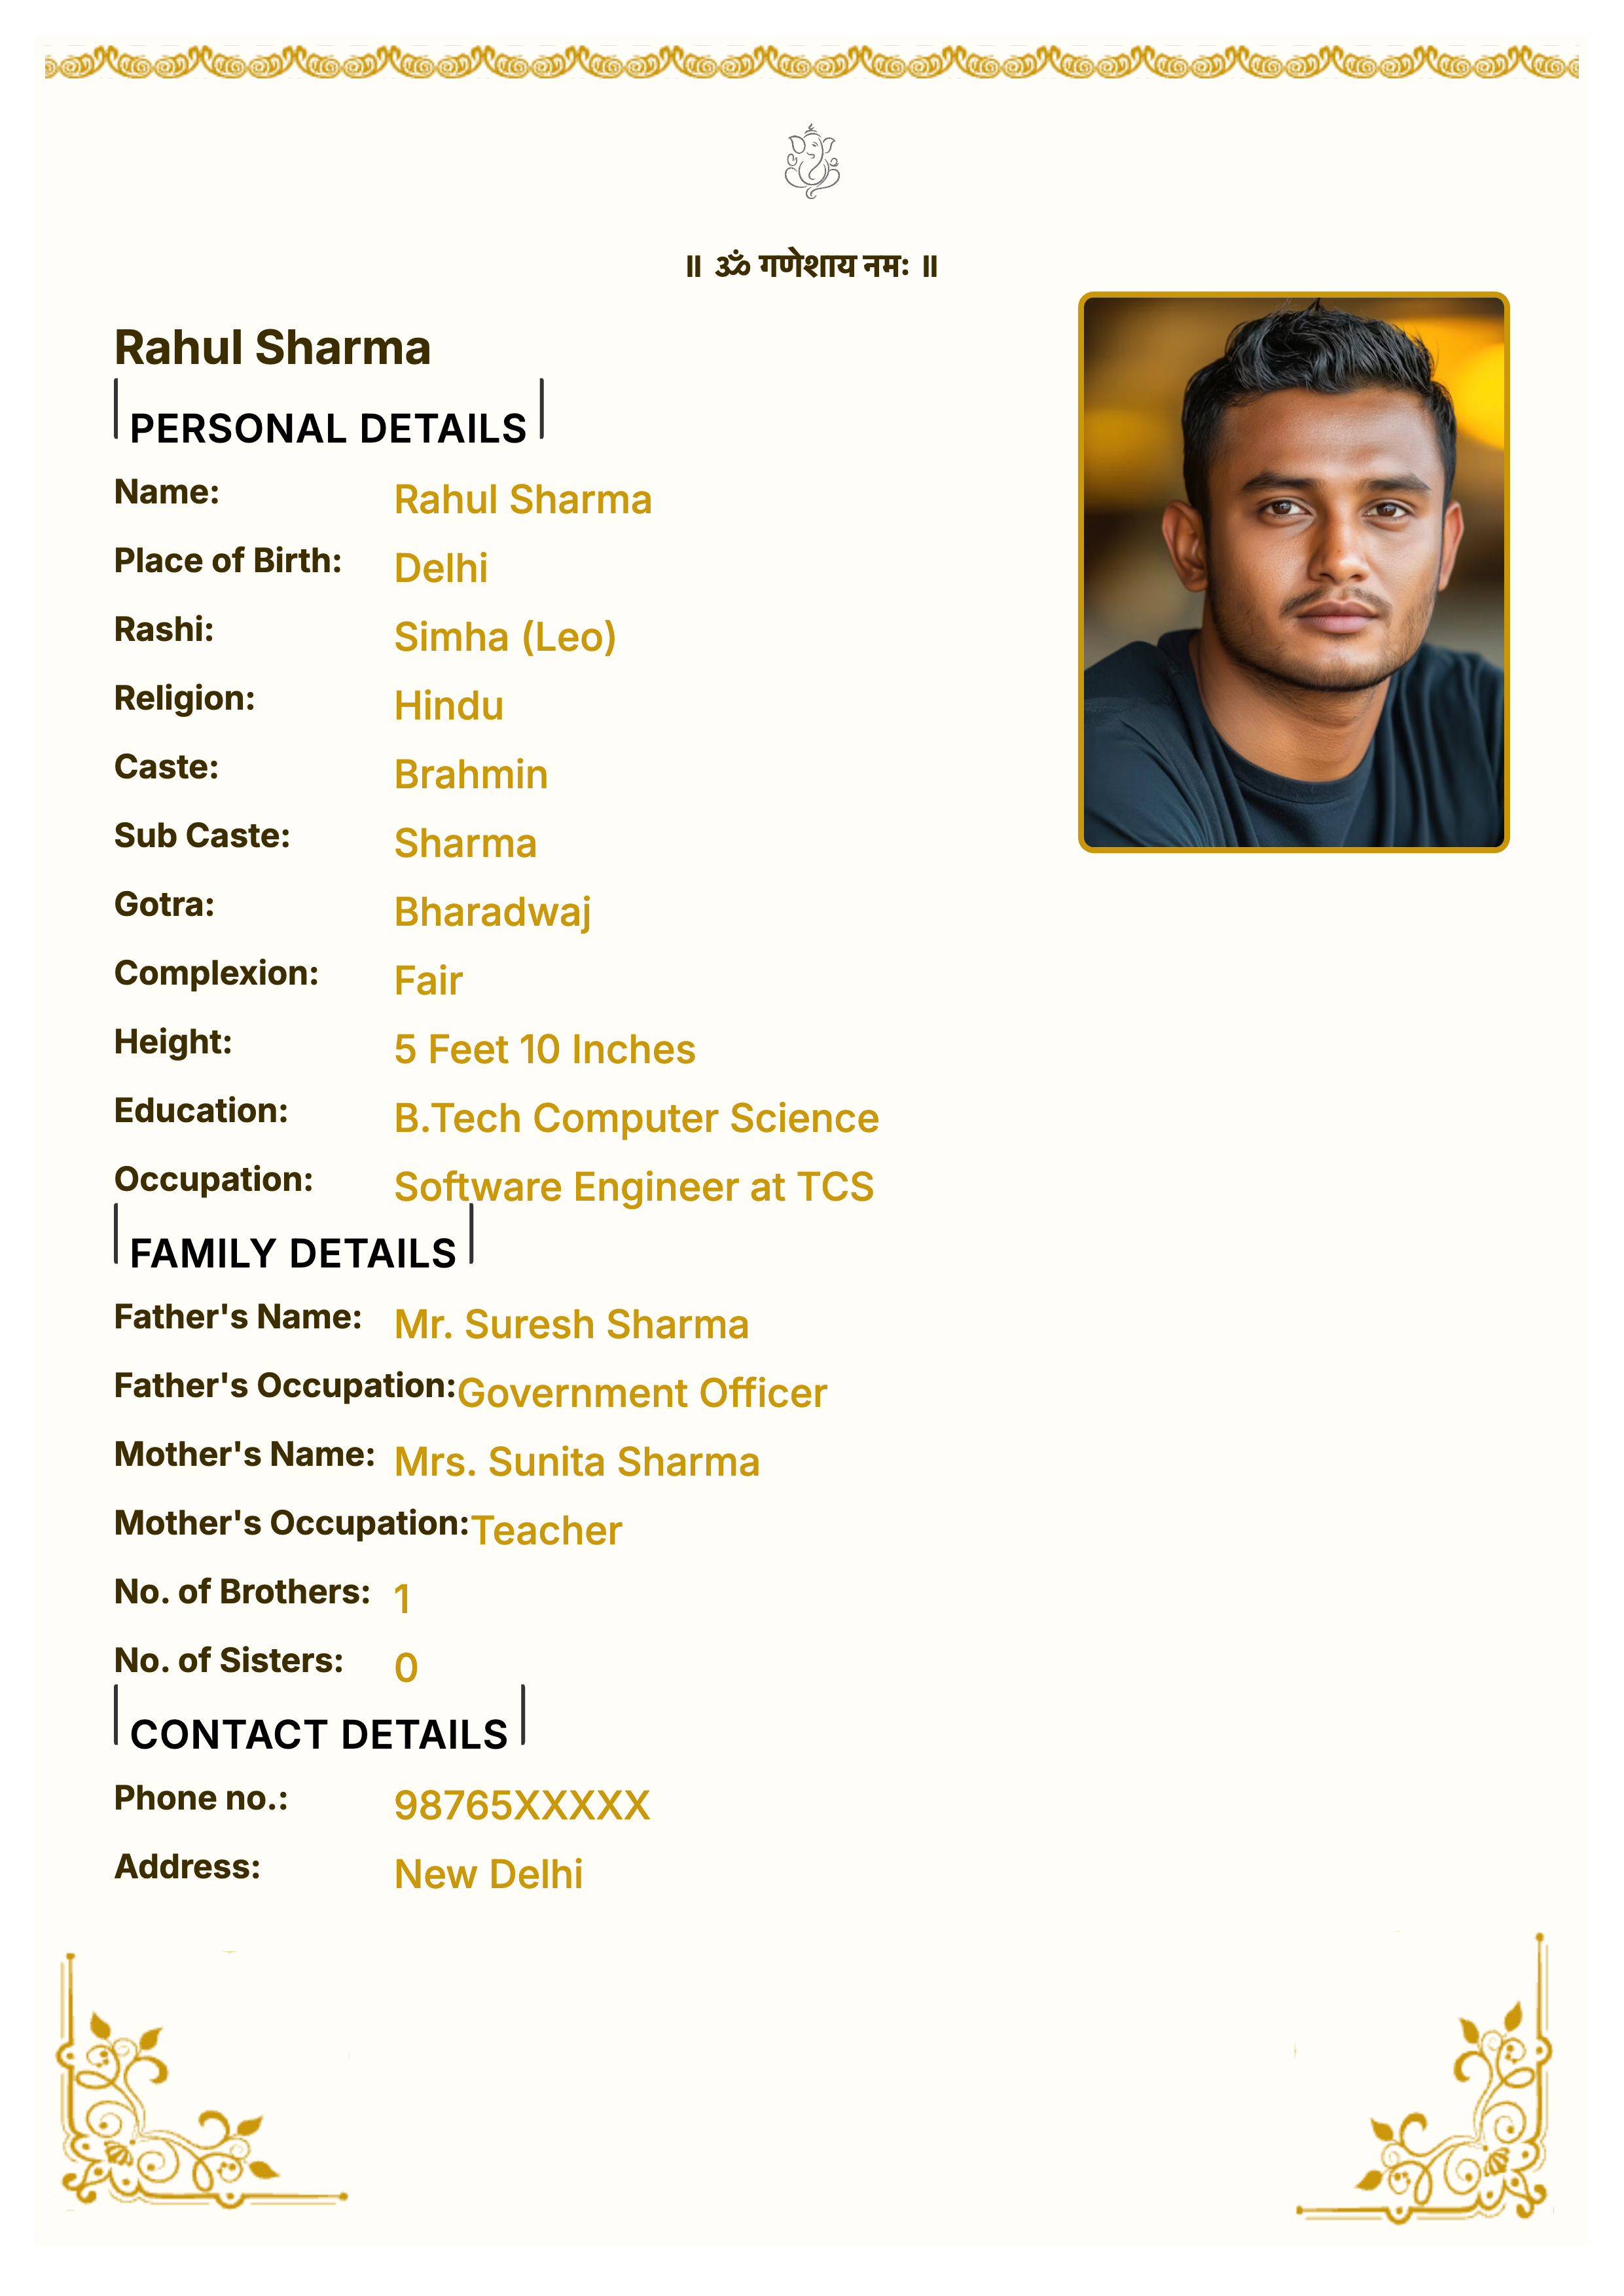 ॥ ॐ गणेशाय नमः ॥
Rahul Sharma
PERSONAL DETAILS
Name: Rahul Sharma
Place of Birth: Delhi
Rashi: Simha (Leo)
Religion: Hindu
Caste: Brahmin
Sub Caste: Sharma
Gotra: Bharadwaj
Complexion: Fair
Height: 5 Feet 10 Inches
Education: B.Tech Computer Science
Occupation: Software Engineer at TCS
FAMILY DETAILS
Father's Name: Mr. Suresh Sharma
Father's Occupation: Government Officer
Mother's Name: Mrs. Sunita Sharma
Mother's Occupation: Teacher
No. of Brothers: 1
No. of Sisters: 0
CONTACT DETAILS
Phone no.: 98765XXXXX
Address: New Delhi